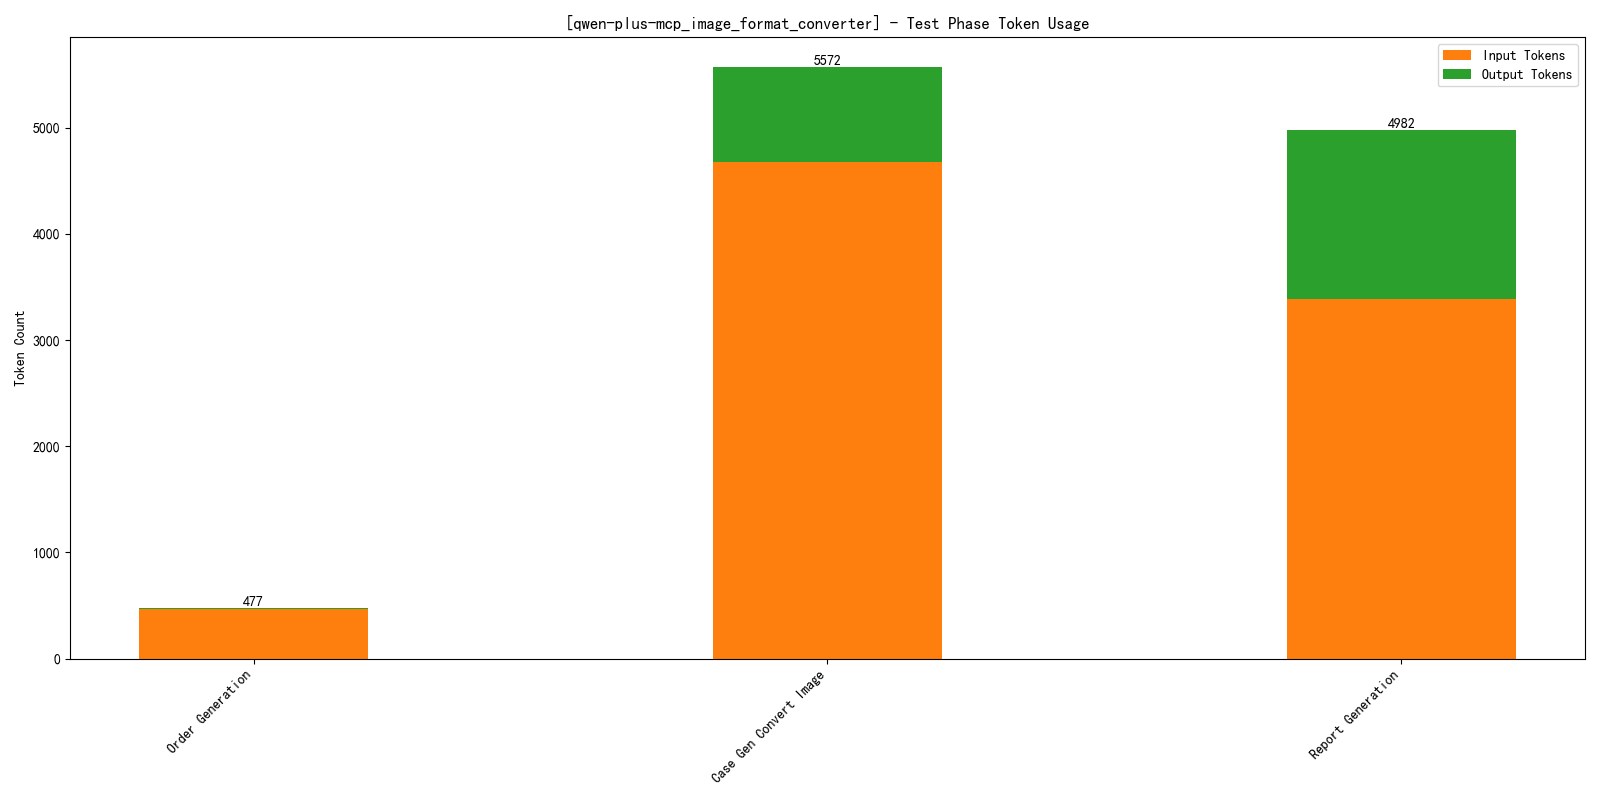 [qwen-plus-mcp_image_format_converter] - Test Phase Token Usage
Input Tokens
Output Tokens
Token Count
5000
4000
3000
2000
1000
0
477
5572
4982
Order Generation
Case Gen Convert Image
Report Generation